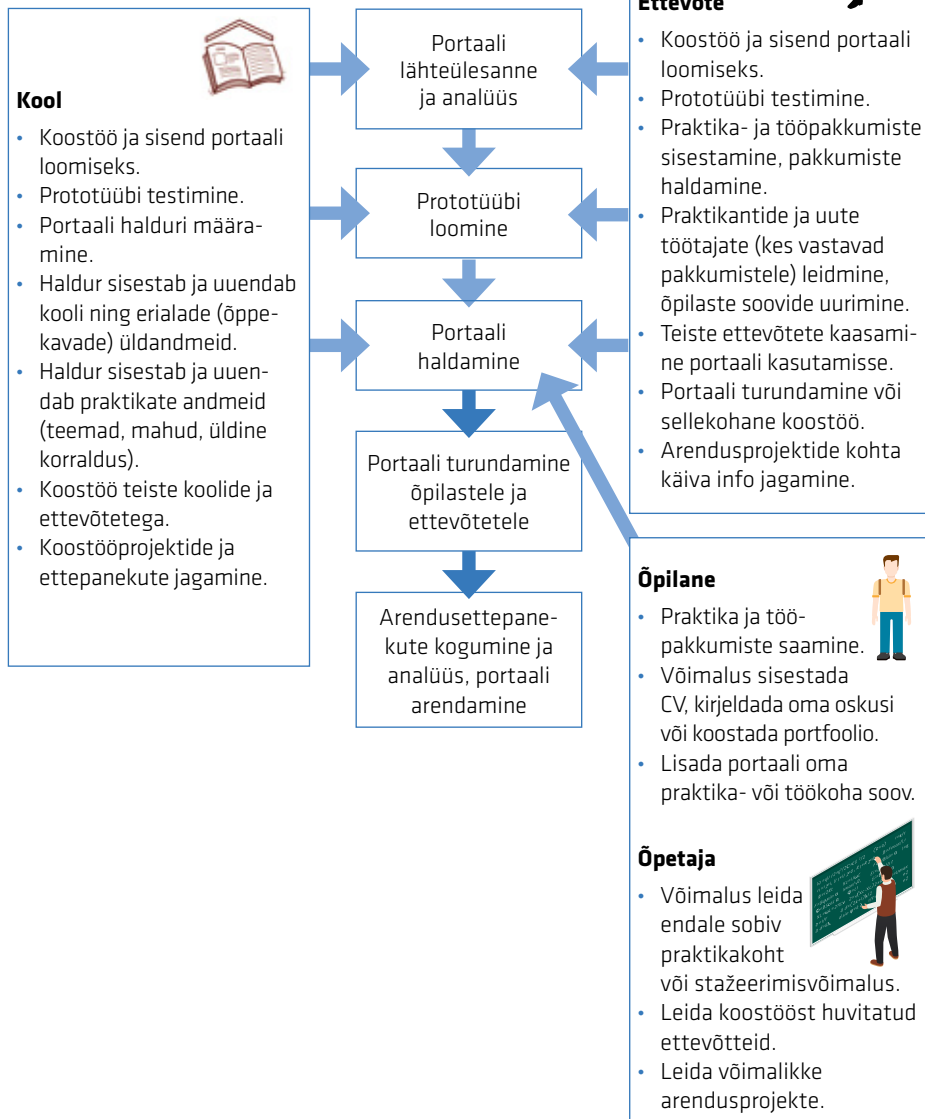 Kool
• Koostöö ja sisend portaali
loomiseks.
• Prototüübi testimine.
• Portaali halduri määra-
mine.
• Haldur sisestab ja uuendab
kooli ning erialade (õppe-
kavade) üldandmeid.
• Haldur sisestab ja uuen-
dab praktikate andmeid
(teemad, mahud, üldine
korraldus).
• Koostöö teiste koolide ja
ettevõtetega.
• Koostööprojektide ja
ettepanekute jagamine.
Portaali
lähteülesanne
ja analüüs
Prototüübi
loomine
Portaali
haldamine
Portaali turundamine
õpilastele ja
ettevõtetele
Arendusettepane-
kute kogumine ja
analüüs, portaali
arendamine
Ettevõte
• Koostöö ja sisend portaali
loomiseks.
• Prototüübi testimine.
• Praktika- ja tööpakkumiste
sisestamine, pakkumiste
haldamine.
• Praktikantide ja uute
töötajate (kes vastavad
pakkumistele) leidmine,
õpilaste soovide uurimine.
• Teiste ettevõtete kaasami-
ne portaali kasutamisse.
• Portaali turundamine või
sellekohane koostöö.
• Arendusprojektide kohta
käiva info jagamine.
Õpilane
• Praktika ja töö-
pakkumiste saamine.
• Võimalus sisestada
CV, kirjeldada oma oskusi
või koostada portfoolio.
• Lisada portaali oma
praktika- või töökoha soov.
Õpetaja
• Võimalus leida
endale sobiv
praktikakoht
või stažeerimisvõimalus.
• Leida koostööst huvitatud
ettevõtteid.
• Leida võimalikke
arendusprojekte.